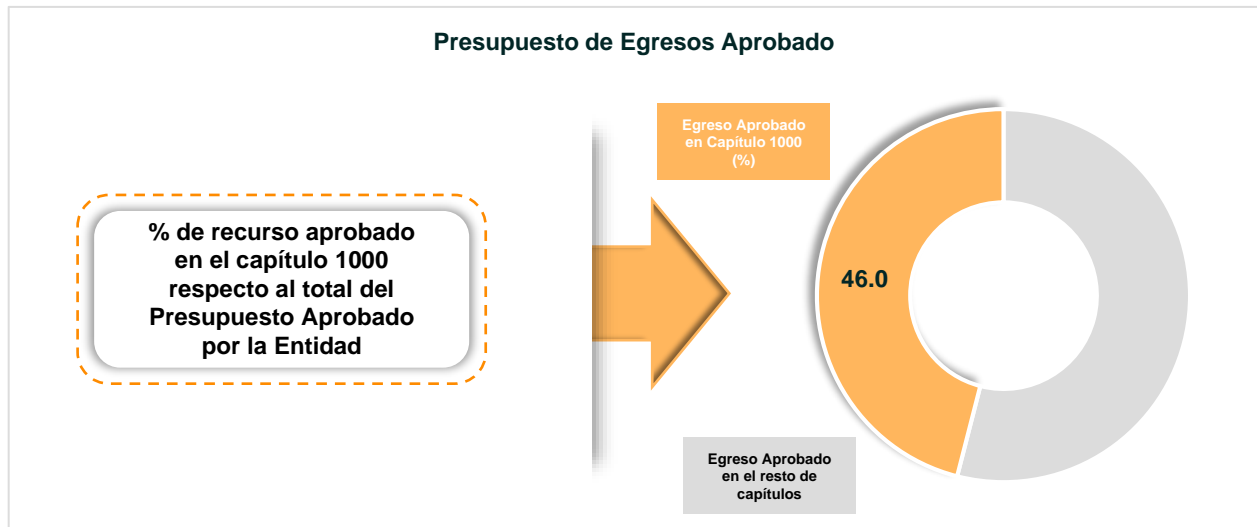 Presupuesto de Egresos Aprobado
Egreso Aprobado
en Capítulo 1000
(%)
% de recurso aprobado
en el capítulo 1000
respecto al total del
Presupuesto Aprobado
por la Entidad
46.0
Egreso Aprobado
en el resto de
capítulos